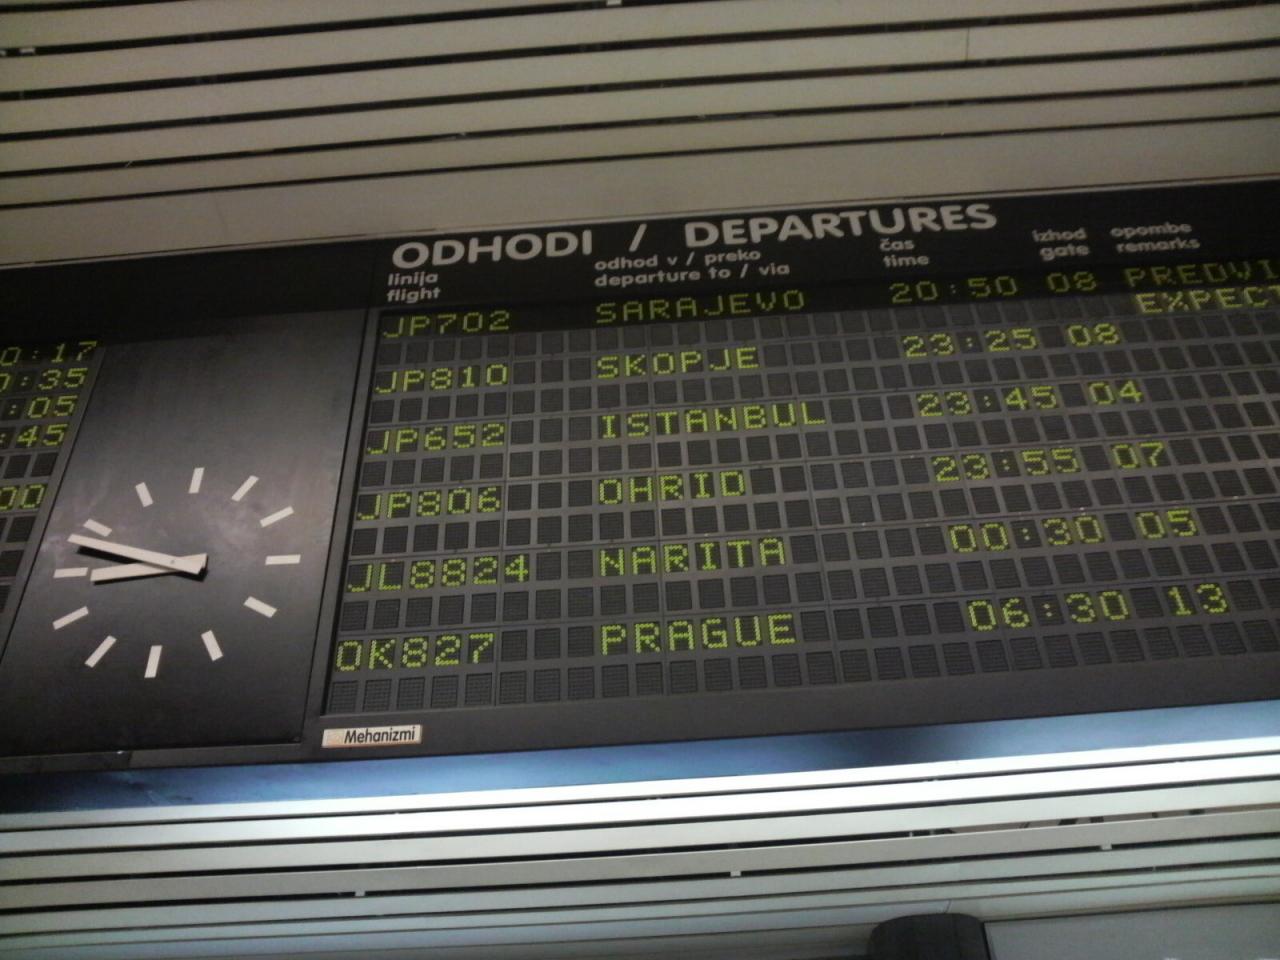 ODHODI / DEPARTURES
linija odhod v / preko čas izhod opombe
flight departure to / via time gate remarks
JP702 SARAJEVO 20:50 08
JP810 SKOPJE 23:25 08
JP652 ISTANBUL 23:45 04
JP806 OHRID 23:55 07
JL8824 NARITA 00:30 05
OK827 PRAGUE 06:30 13
Mehanizmi